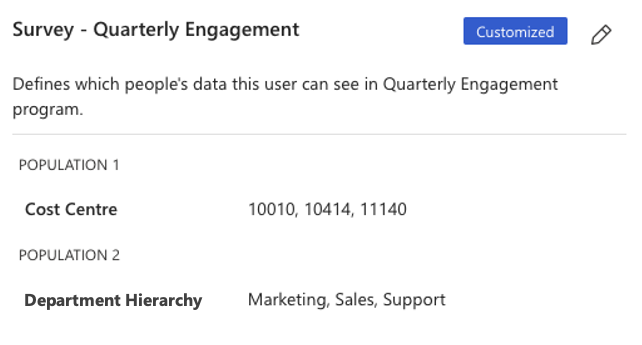 Survey - Quarterly Engagement
Customized
Defines which people's data this user can see in Quarterly Engagement
program.
POPULATION 1
Cost Centre 10010, 10414, 11140
POPULATION 2
Department Hierarchy Marketing, Sales, Support